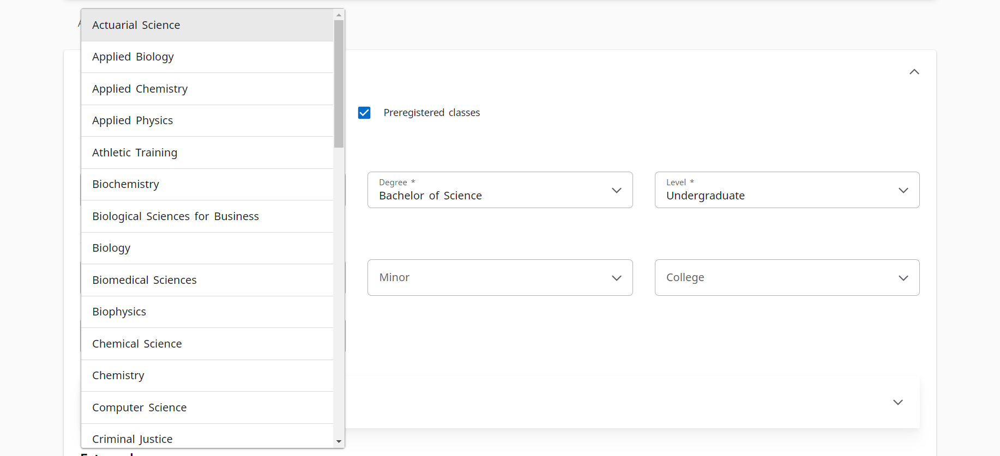 Actuarial Science
Applied Biology
Applied Chemistry
Applied Physics
Athletic Training
Biochemistry
Biological Sciences for Business
Biology
Biomedical Sciences
Biophysics
Chemical Science
Chemistry
Computer Science
Criminal Justice
Preregistered classes
Degree *
Bachelor of Science
Level *
Undergraduate
Minor
College